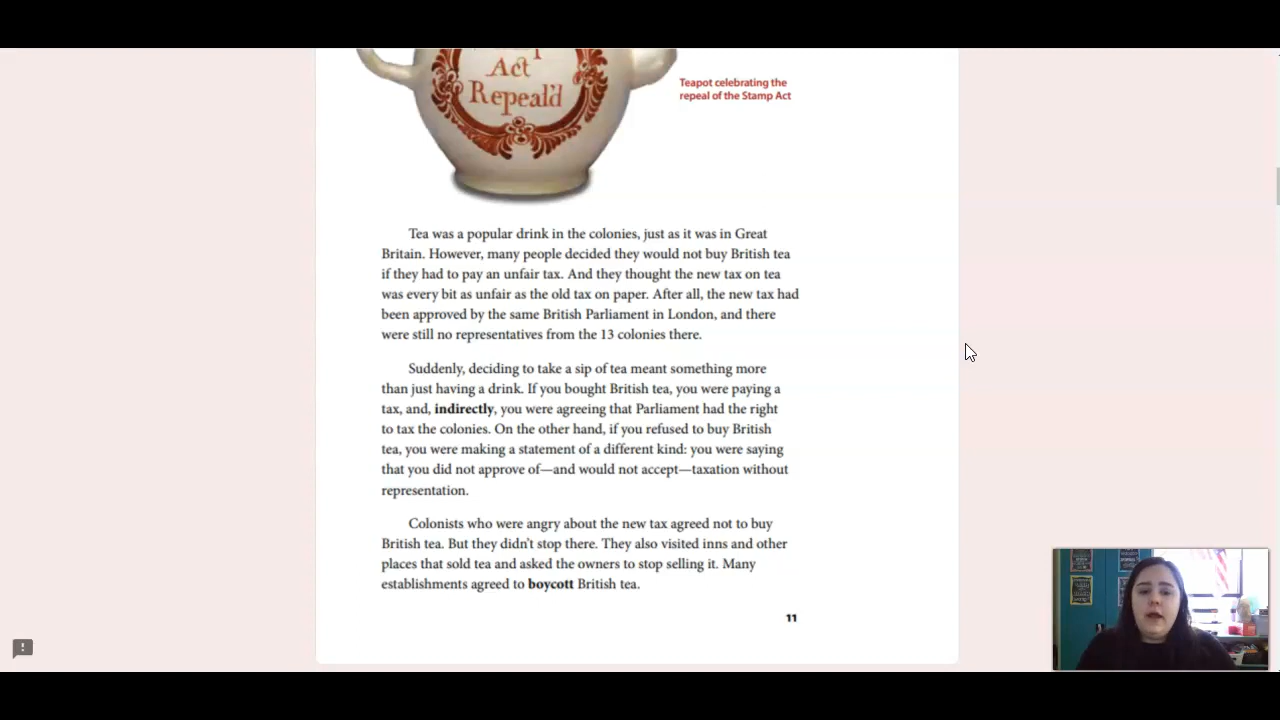 Act
Repeal'd
Teapot celebrating the
repeal of the Stamp Act
Tea was a popular drink in the colonies, just as it was in Great
Britain. However, many people decided they would not buy British tea
if they had to pay an unfair tax. And they thought the new tax on tea
was every bit as unfair as the old tax on paper. After all, the new tax had
been approved by the same British Parliament in London, and there
were still no representatives from the 13 colonies there.
Suddenly, deciding to take a sip of tea meant something more
than just having a drink. If you bought British tea, you were paying a
tax, and, indirectly, you were agreeing that Parliament had the right
to tax the colonies. On the other hand, if you refused to buy British
tea, you were making a statement of a different kind: you were saying
that you did not approve of—and would not accept—taxation without
representation.
Colonists who were angry about the new tax agreed not to buy
British tea. But they didn't stop there. They also visited inns and other
places that sold tea and asked the owners to stop selling it. Many
establishments agreed to boycott British tea.
11